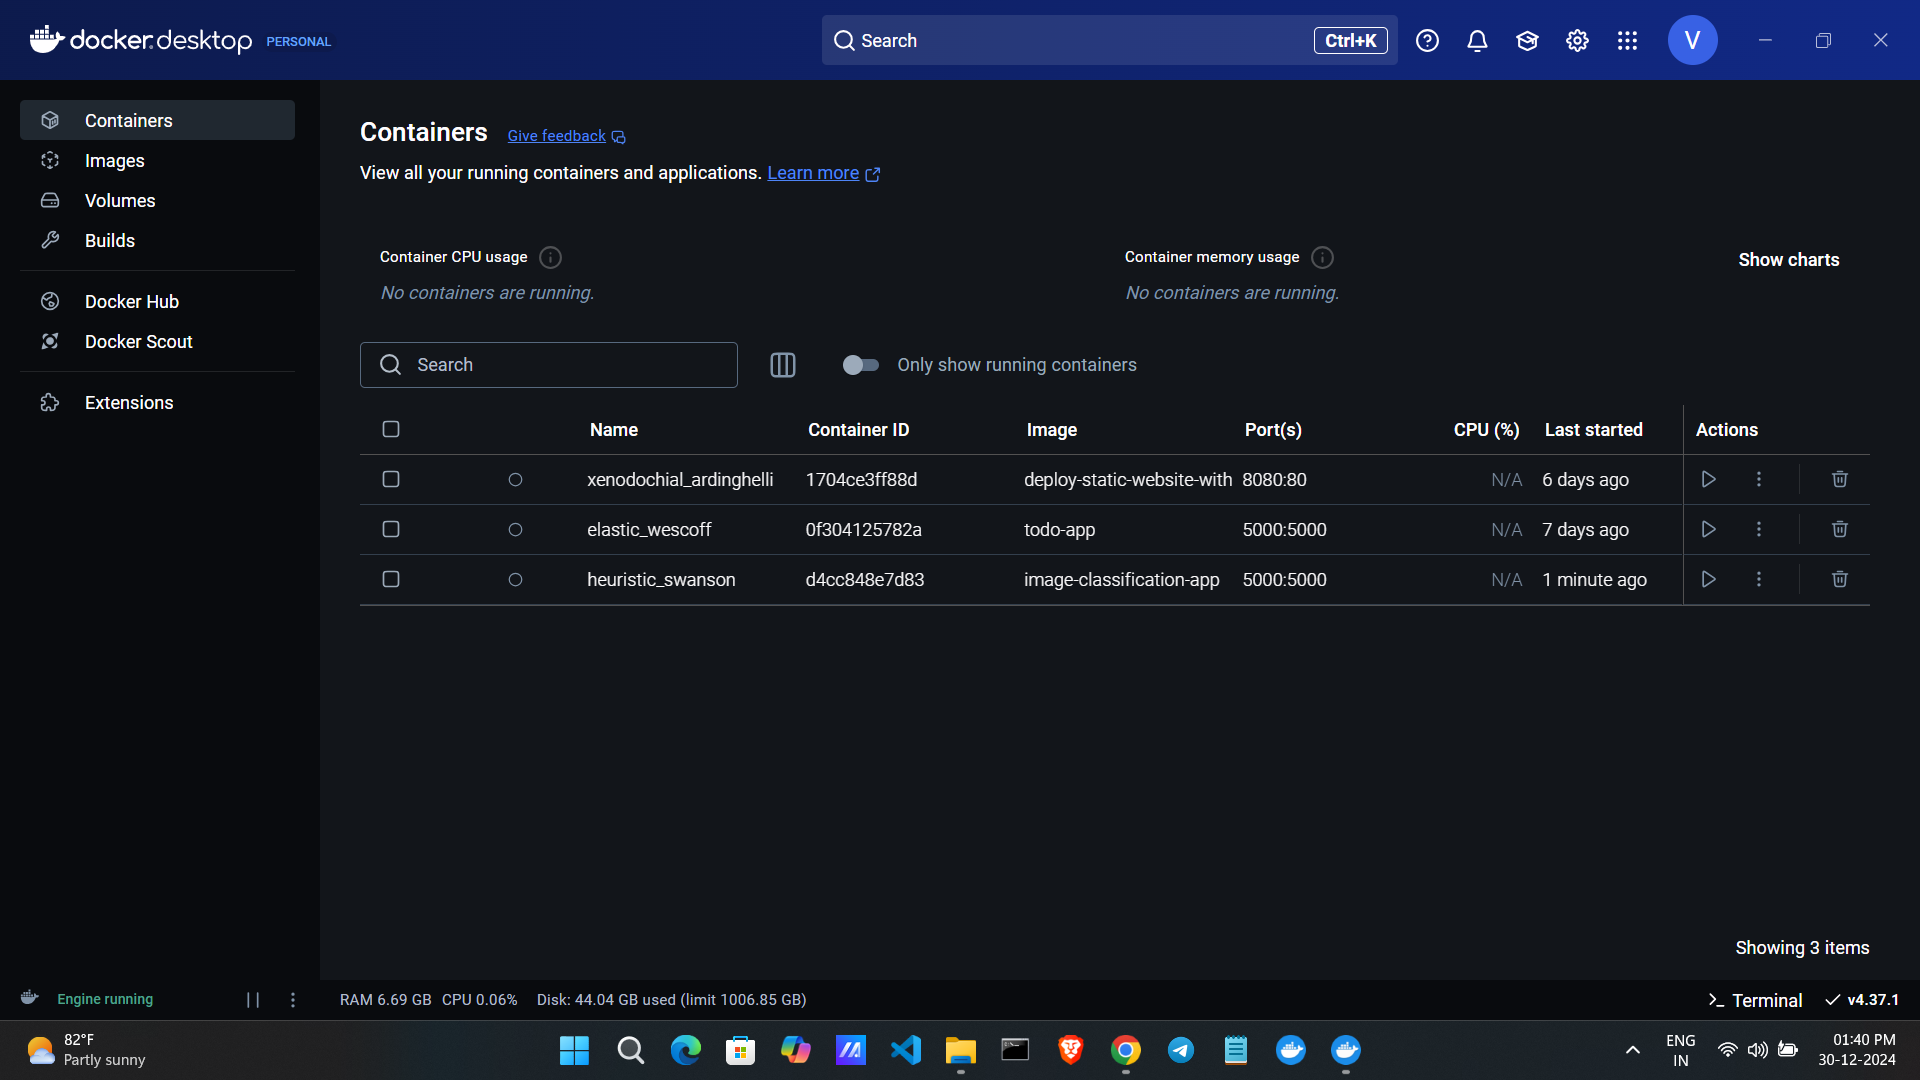 docker.desktop PERSONAL
Search Ctrl+K
V
Containers
Images
Volumes
Builds
Docker Hub
Docker Scout
Extensions
Containers Give feedback
View all your running containers and applications. Learn more
Container CPU usage
No containers are running.
Container memory usage
No containers are running.
Show charts
Search
Only show running containers
Name Container ID Image Port(s) CPU (%) Last started Actions
xenodochial_ardinghelli 1704ce3ff88d deploy-static-website-with 8080:80 N/A 6 days ago
elastic_wescoff 0f304125782a todo-app 5000:5000 N/A 7 days ago
heuristic_swanson d4cc848e7d83 image-classification-app 5000:5000 N/A 1 minute ago
Showing 3 items
Engine running
RAM 6.69 GB CPU 0.06% Disk: 44.04 GB used (limit 1006.85 GB)
Terminal v4.37.1
82°F
Partly sunny
ENG
IN
01:40 PM
30-12-2024